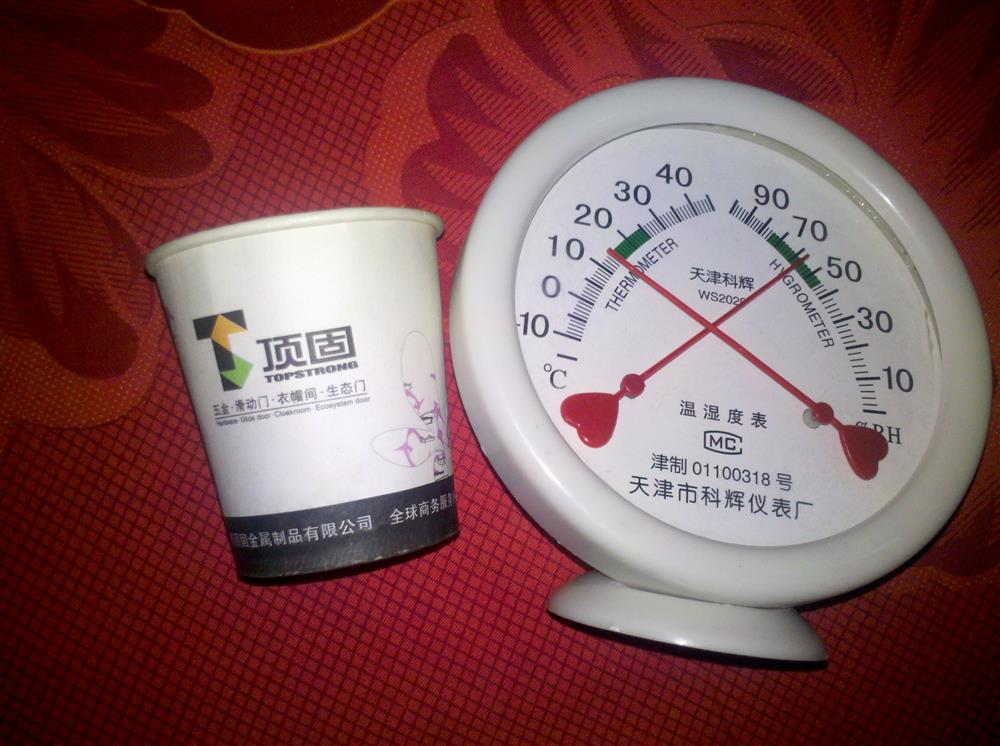 顶固
TOPSTRONG
五金·滑动门·衣帽间·生态门
Hardware·Glide door·Cloakroom·Ecosystem door
固金属制品有限公司 全球商务服务
-10 0 10 20 30 40
℃
THERMOMETER
90 70 50 30 10
%RH
HYGROMETER
天津科辉
温湿度表
MC
津制 01100318 号
天津市科辉仪表厂